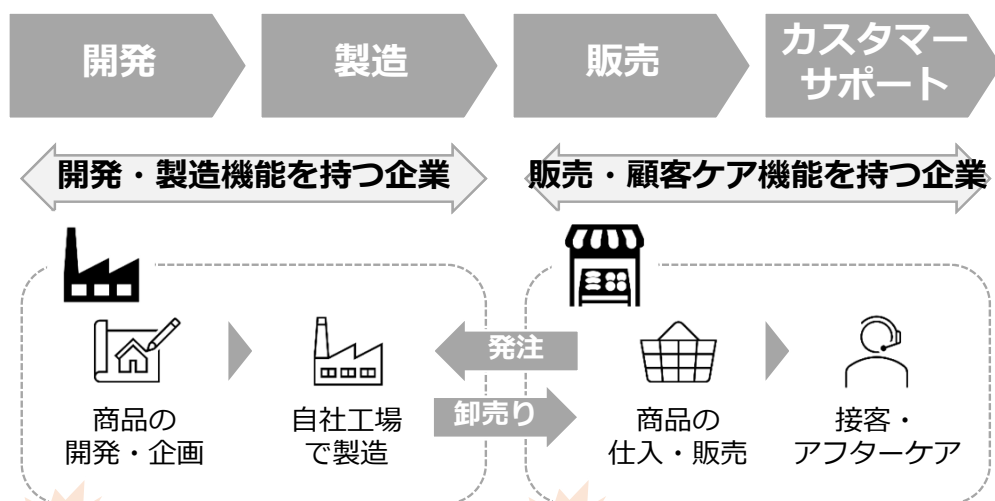 開発
製造
販売
カスタマー
サポート
開発・製造機能を持つ企業
販売・顧客ケア機能を持つ企業
発注
卸売り
商品の
開発・企画
自社工場
で製造
商品の
仕入・販売
接客・
アフターケア